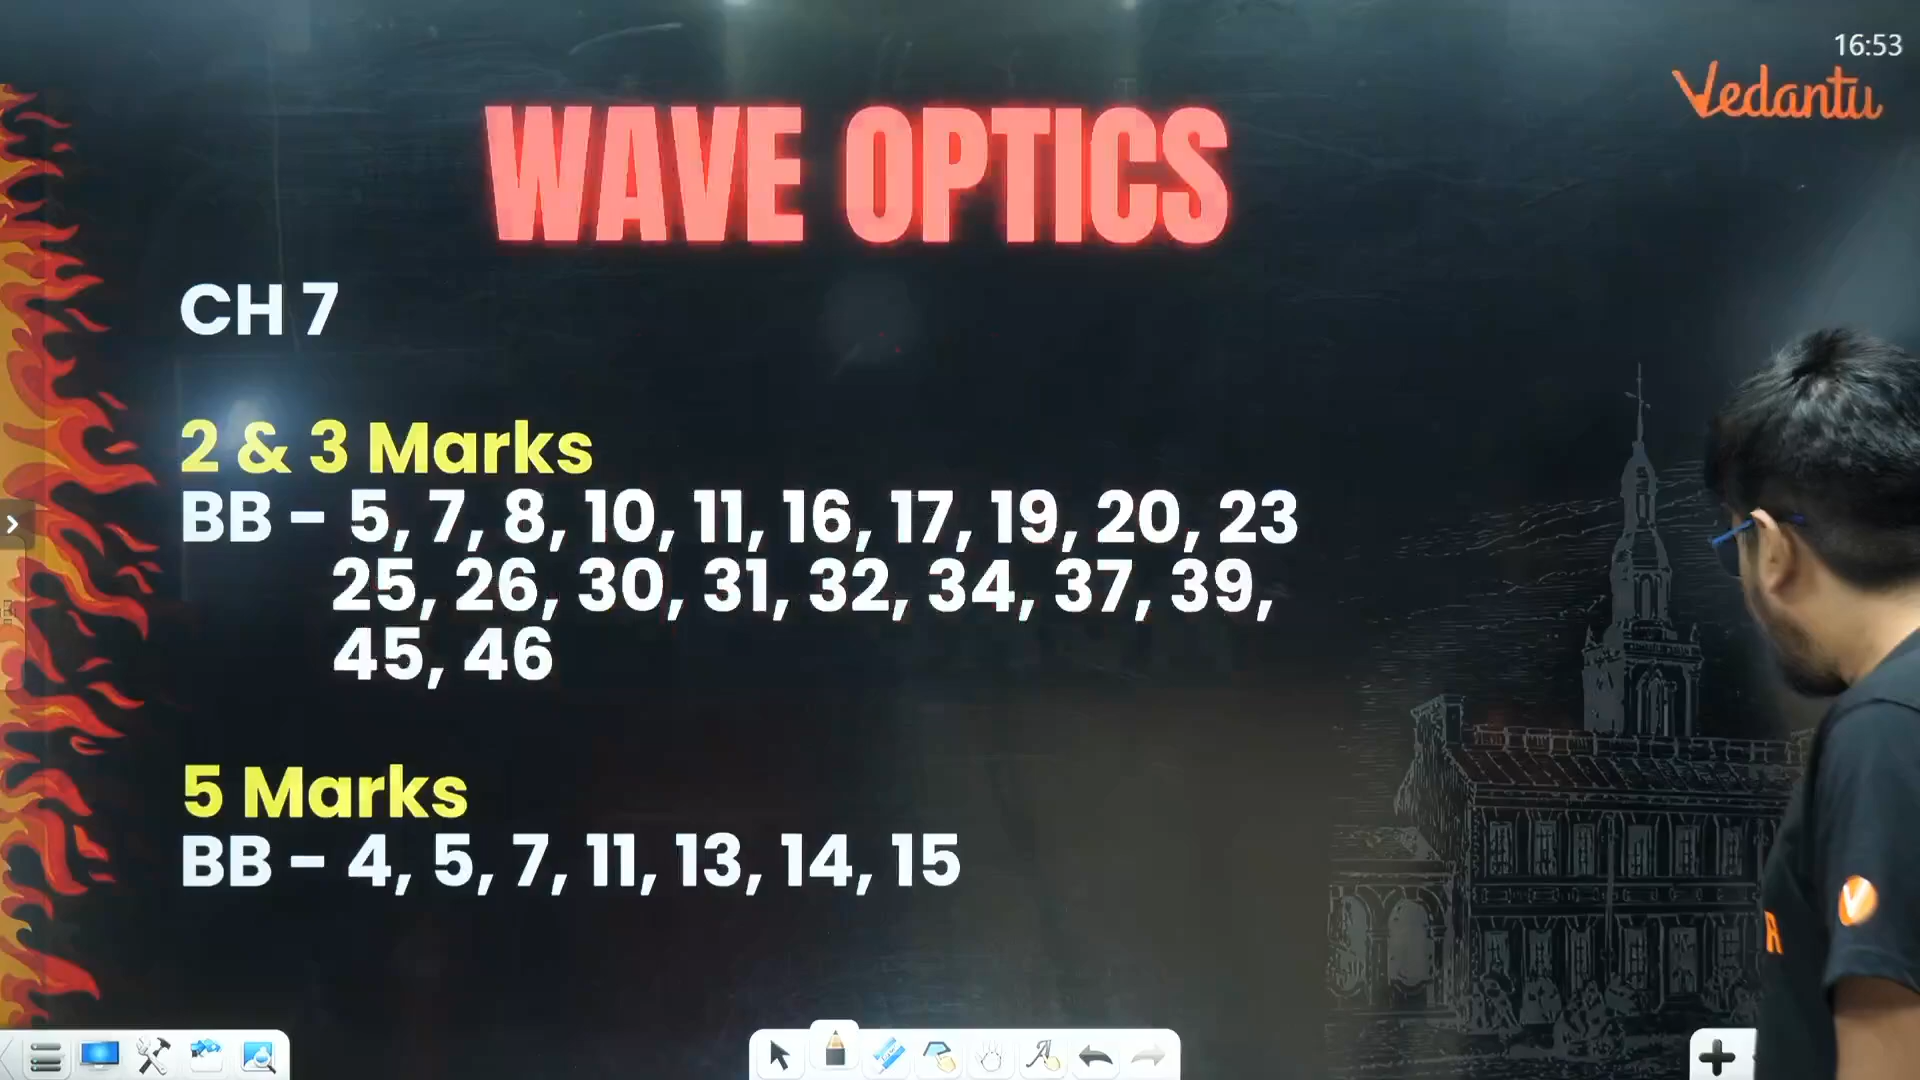 16:53
Vedantu
WAVE OPTICS
CH 7
2 & 3 Marks
BB – 5, 7, 8, 10, 11, 16, 17, 19, 20, 23
25, 26, 30, 31, 32, 34, 37, 39,
45, 46
5 Marks
BB – 4, 5, 7, 11, 13, 14, 15
V
R